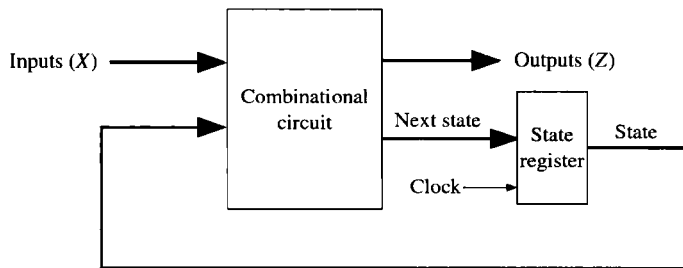 Inputs (X)
Outputs (Z)
Combinational
circuit
Next state
State
register
State
Clock